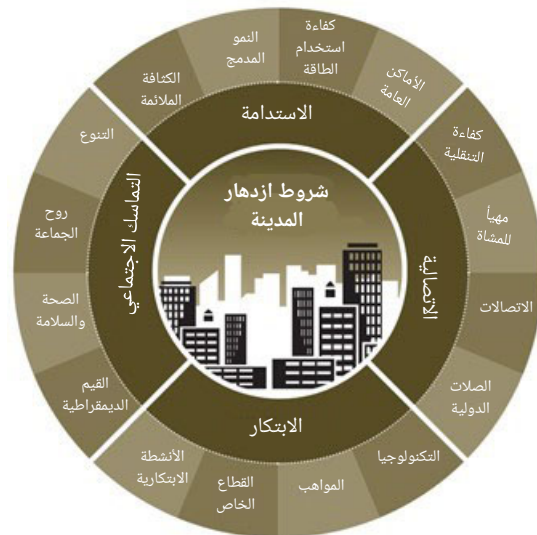 شروط ازدهار
المدينة
الاستدامة
الأماكن
العامة
كفاءة
استخدام
الطاقة
النمو
المدمج
الكثافة
الملائمة
الاتصالية
كفاءة
التنقلية
مهيأ
للمشاة
الاتصالات
الصلات
الدولية
الابتكار
التكنولوجيا
المواهب
القطاع
الخاص
الأنشطة
الابتكارية
التماسك الاجتماعي
التنوع
روح
الجماعة
الصحة
والسلامة
القيم
الديمقراطية